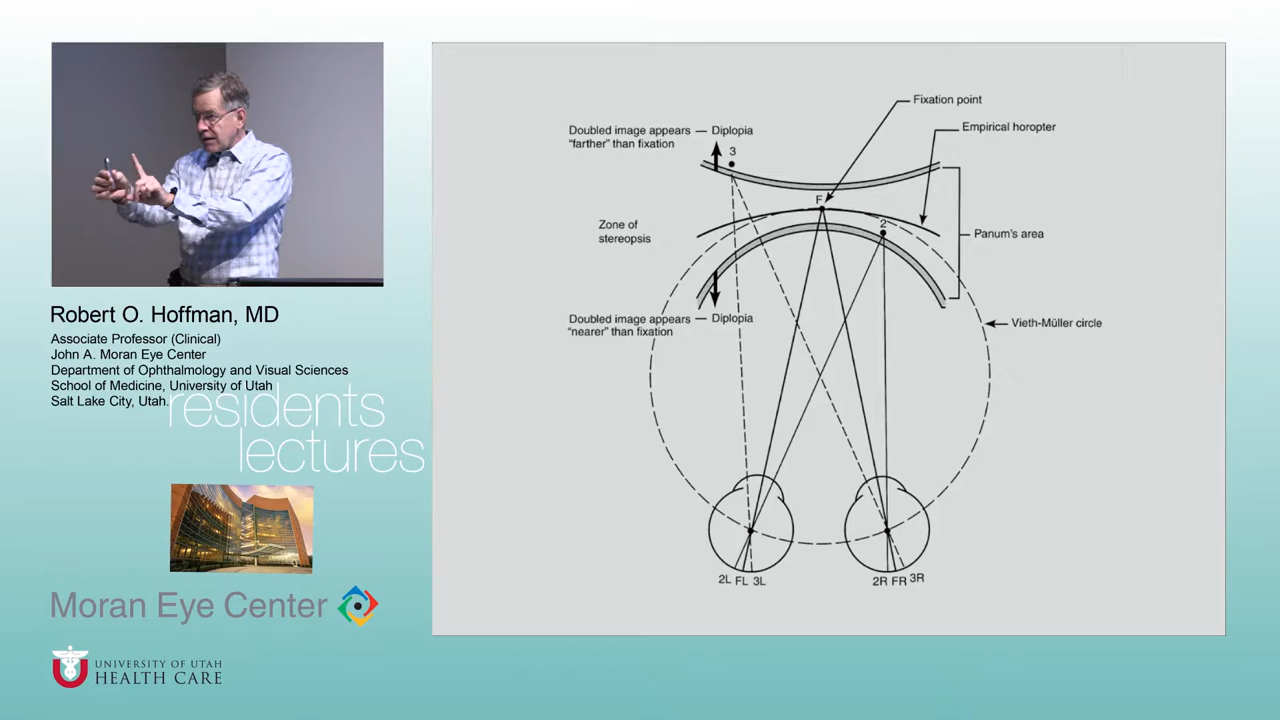 Robert O. Hoffman, MD
Associate Professor (Clinical)
John A. Moran Eye Center
Department of Ophthalmology and Visual Sciences
School of Medicine, University of Utah
Salt Lake City, Utah.
residents
lectures
Moran Eye Center
UNIVERSITY OF UTAH
HEALTH CARE
Fixation point
Empirical horopter
Doubled image appears — Diplopia
"farther" than fixation
3
F
2
Zone of
stereopsis
Panum's area
Doubled image appears — Diplopia
"nearer" than fixation
Vieth-Müller circle
2L FL 3L
2R FR 3R